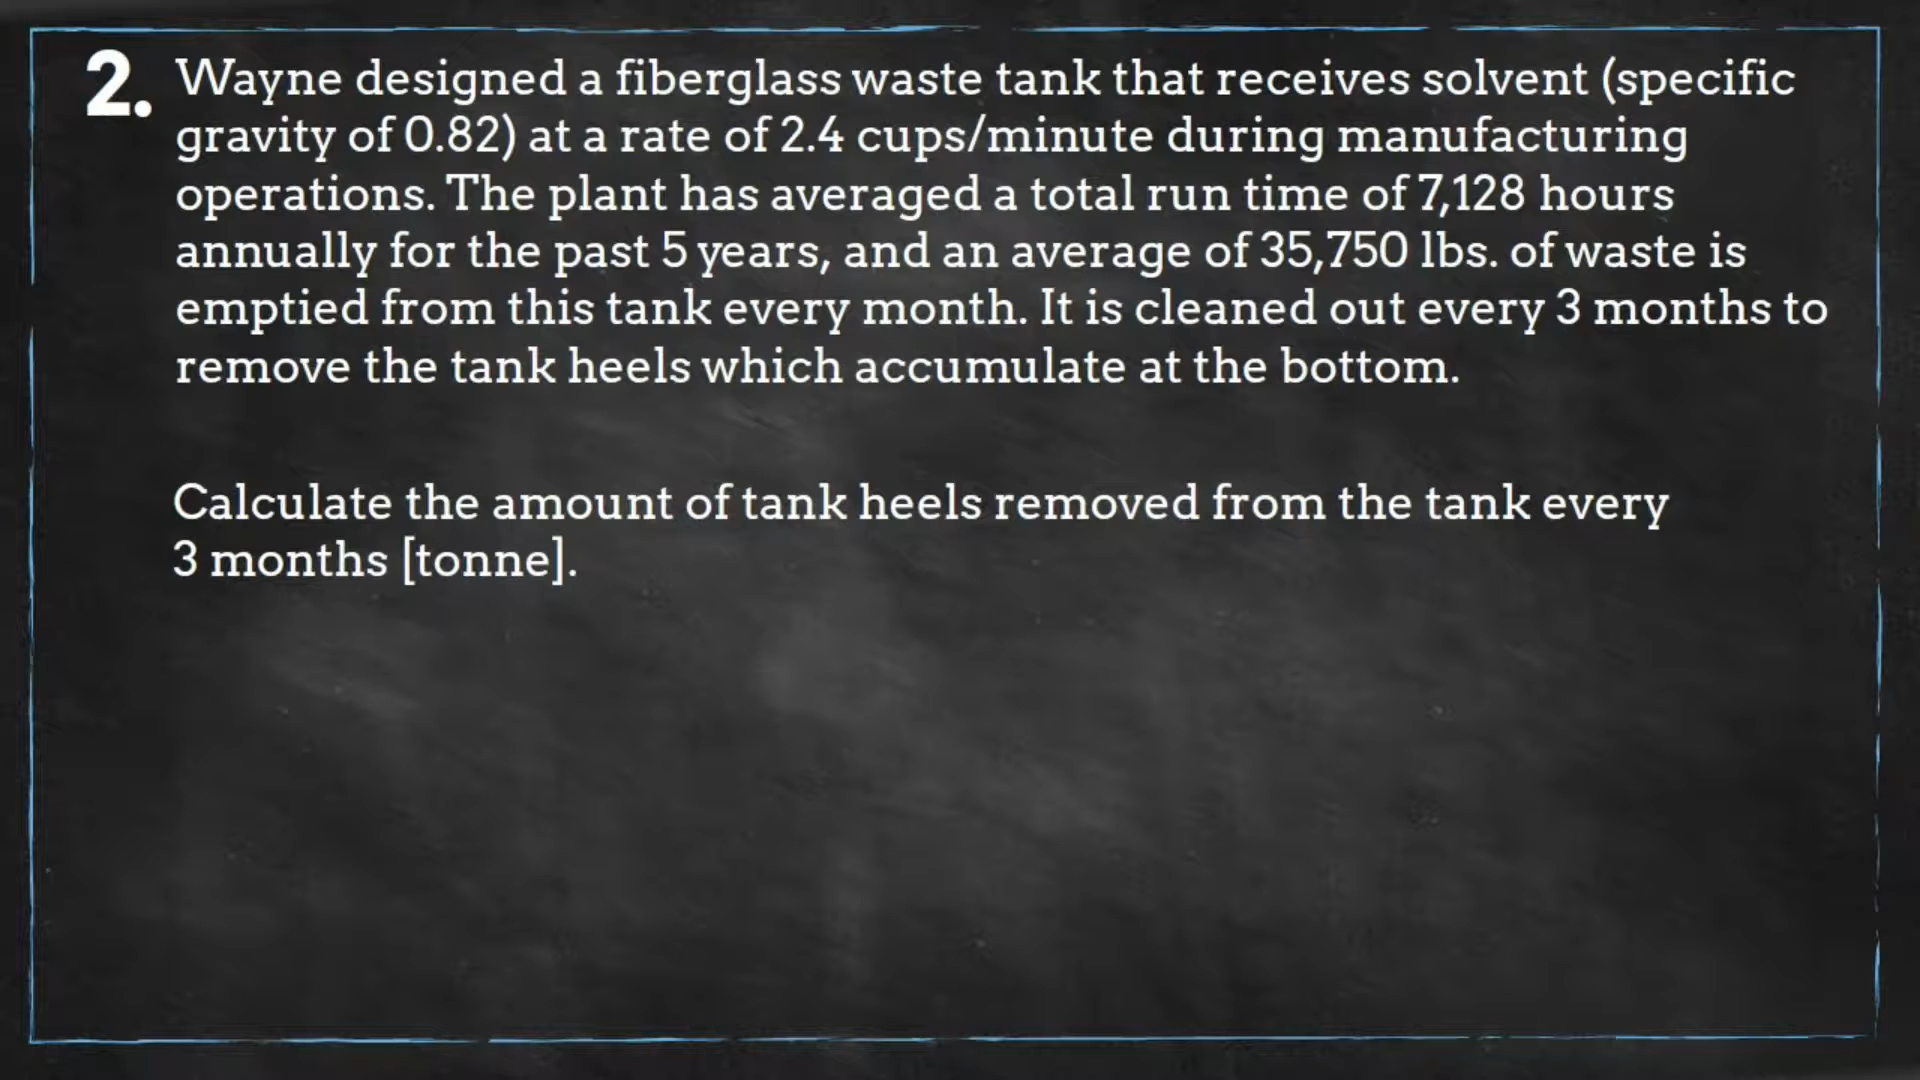 2. Wayne designed a fiberglass waste tank that receives solvent (specific
gravity of 0.82) at a rate of 2.4 cups/minute during manufacturing
operations. The plant has averaged a total run time of 7,128 hours
annually for the past 5 years, and an average of 35,750 lbs. of waste is
emptied from this tank every month. It is cleaned out every 3 months to
remove the tank heels which accumulate at the bottom.
Calculate the amount of tank heels removed from the tank every
3 months [tonne].